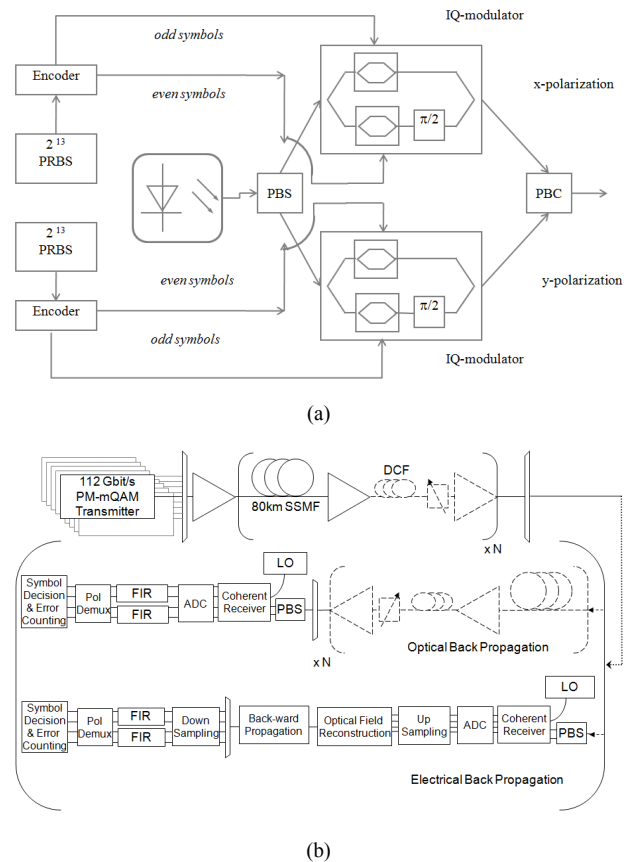 IQ-modulator
odd symbols
Encoder
even symbols
π/2
x-polarization
2 13
PRBS
PBS
PBC
2 13
PRBS
even symbols
π/2
y-polarization
Encoder
odd symbols
IQ-modulator
(a)
112 Gbit/s
PM-mQAM
Transmitter
80km SSMF
DCF
x N
LO
Symbol
Decision
& Error
Counting
Pol
Demux
FIR
FIR
ADC
Coherent
Receiver
PBS
x N
Optical Back Propagation
LO
Symbol
Decision
& Error
Counting
Pol
Demux
FIR
FIR
Down
Sampling
Back-ward
Propagation
Optical Field
Reconstruction
Up
Sampling
ADC
Coherent
Receiver
PBS
Electrical Back Propagation
(b)